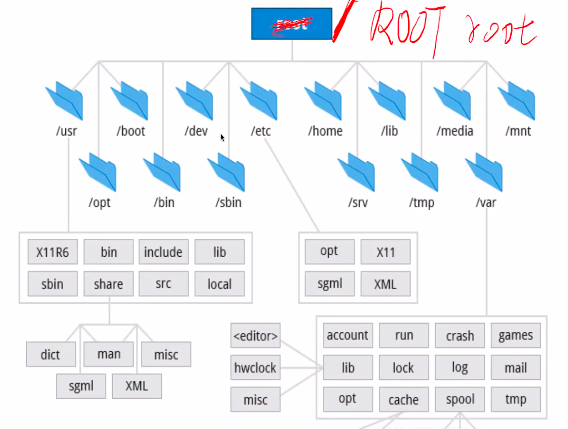 root / ROOT root
/usr /boot /dev /etc /home /lib /media /mnt
/opt /bin /sbin /srv /tmp /var
X11R6 bin include lib opt X11
sbin share src local sgml XML
<editor> account run crash games
dict man misc hwclock lib lock log mail
sgml XML misc opt cache spool tmp